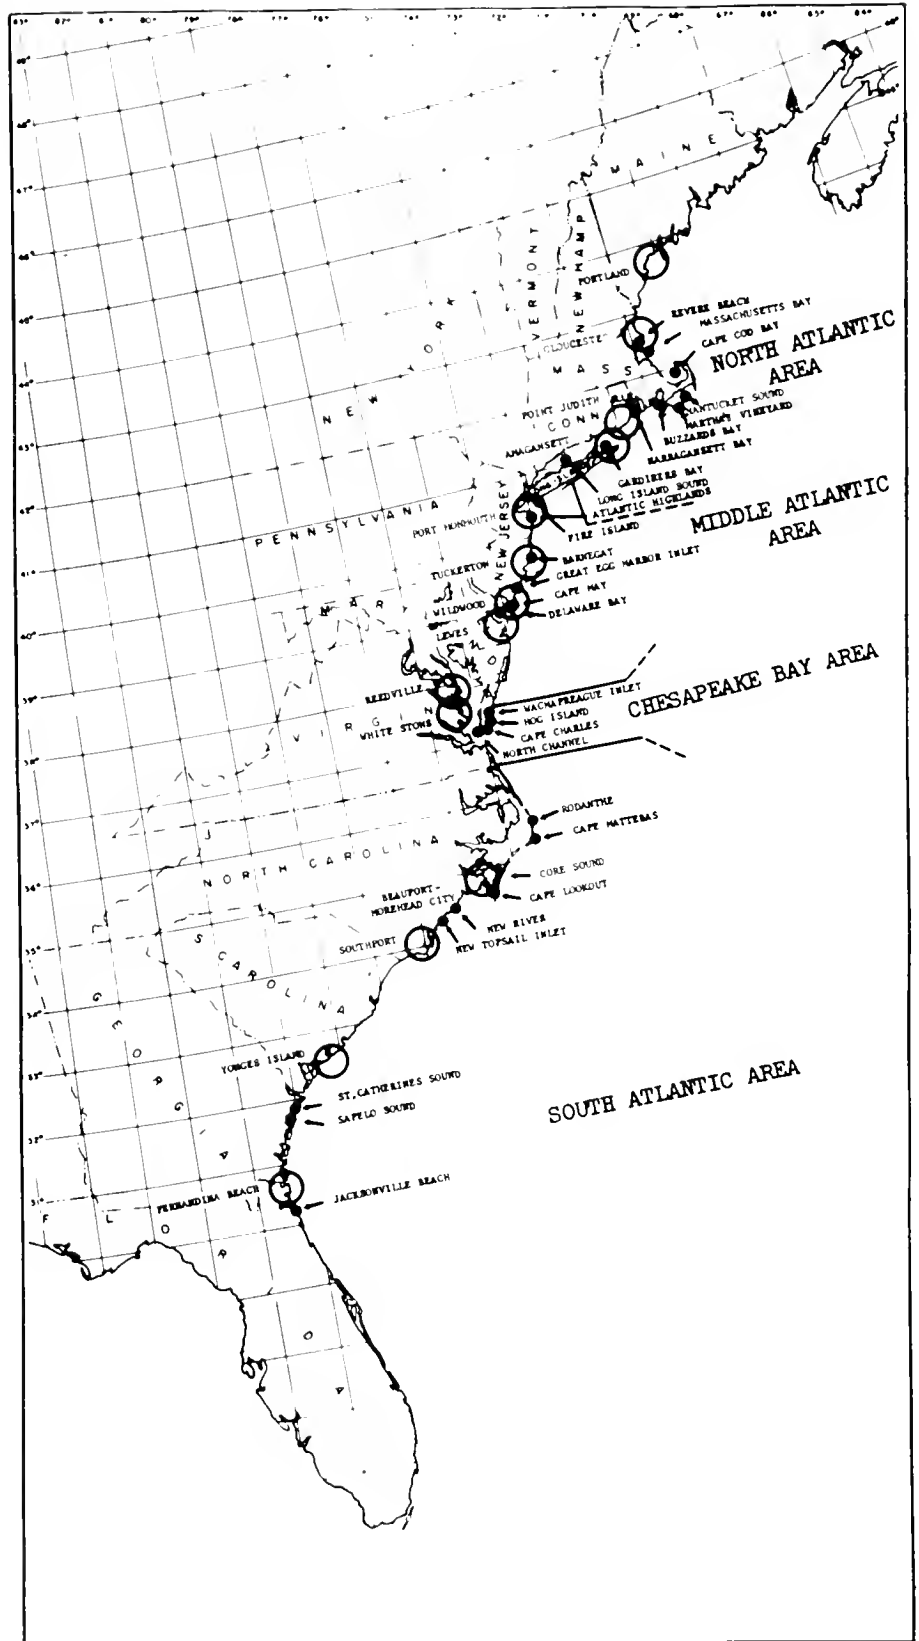 MAINE
VERMONT
NEW HAMP
PORTLAND
NEW YORK
REVERE BEACH
MASSACHUSETTS BAY
CAPE COD BAY
GLOUCESTE
MASS
NORTH ATLANTIC
AREA
NANTUCKET SOUND
MARTHAS VINEYARD
BUZZARDS BAY
NARRAGANSETT BAY
POINT JUDITH
CONN
AMAGANSETT
GARDINERS BAY
LONG ISLAND SOUND
ATLANTIC HIGHLANDS
FIRE ISLAND
MIDDLE ATLANTIC
AREA
PENNSYLVANIA
NEW JERSEY
PORT MONMOUTH
TUCKERTON
BARNEGAT
GREAT EGG HARBOR INLET
CAPE MAY
DELAWARE BAY
WILDWOOD
LEWES
MAR
REEDVILLE
WHITE STONE
VIRGIN
WACHAPREAGUE INLET
HOG ISLAND
CAPE CHARLES
NORTH CHANNEL
CHESAPEAKE BAY AREA
RODANTHE
CAPE HATTERAS
NORTH CAROLINA
CORE SOUND
CAPE LOOKOUT
BEAUFORT-
MOREHEAD CITY
NEW RIVER
NEW TOPSAIL INLET
SOUTHPORT
S CAROLINA
GEORGIA
YONGES ISLAND
ST. CATHERINES SOUND
SAPELO SOUND
SOUTH ATLANTIC AREA
FERNARDINA BEACH
JACKSONVILLE BEACH
FLORIDA